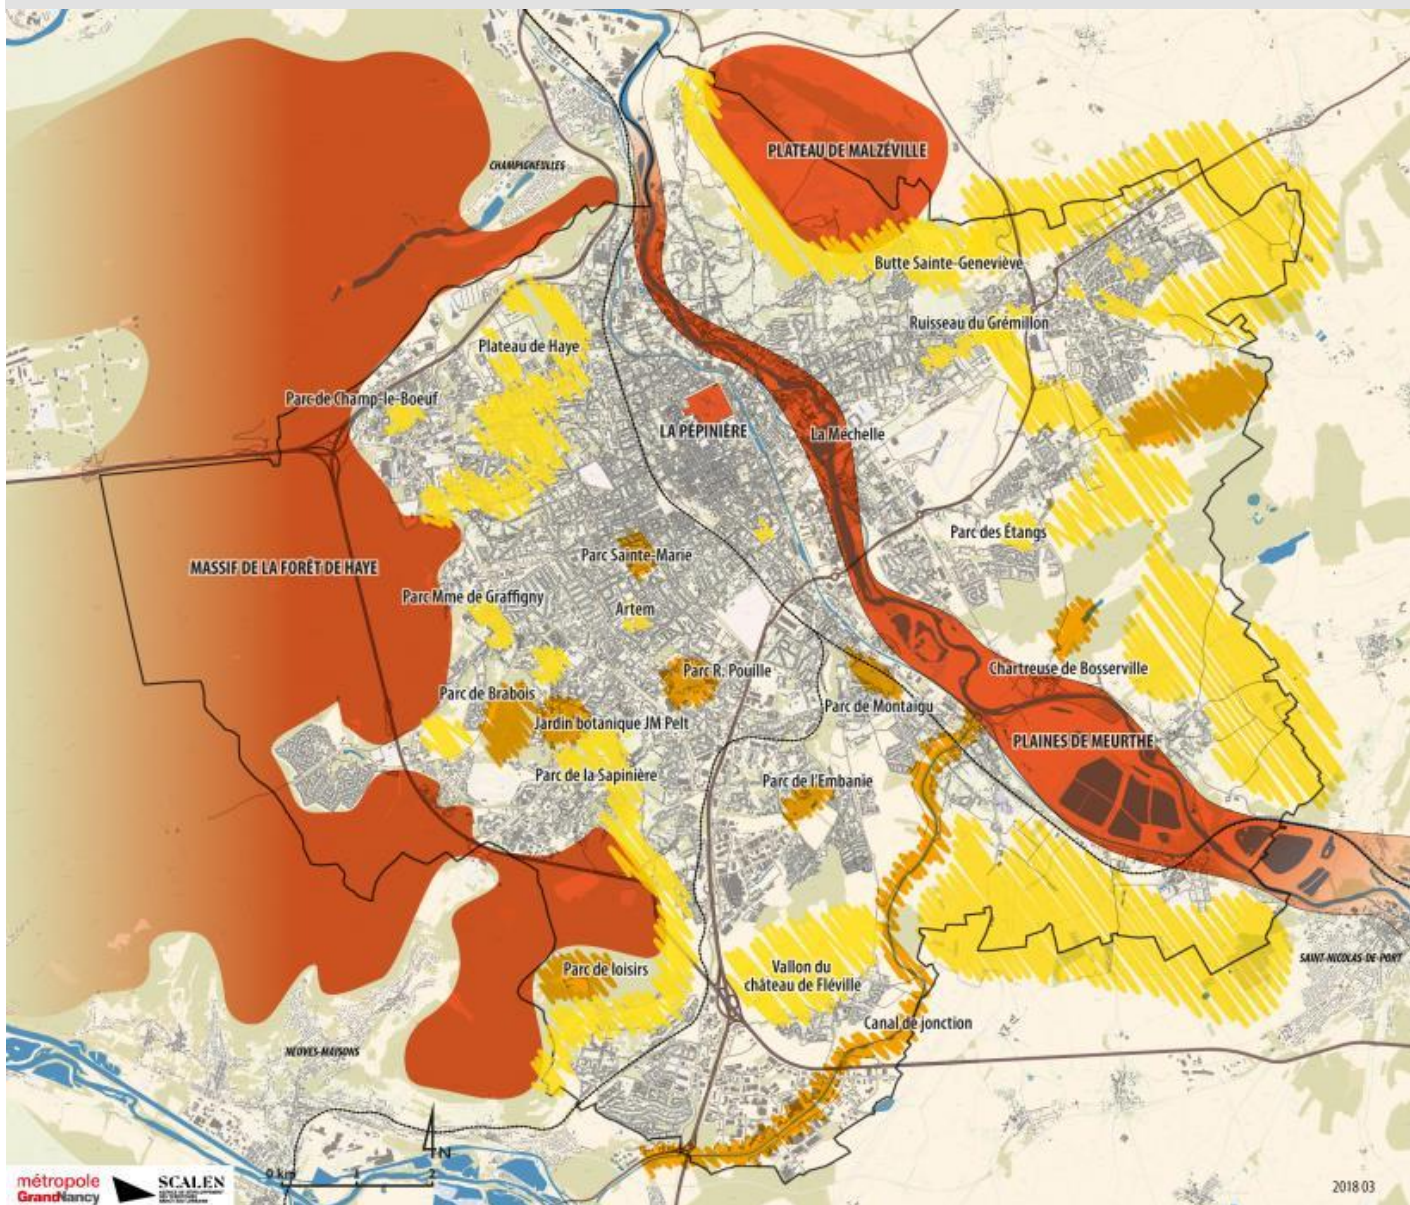 CHAMPIGNEULLES
PLATEAU DE MALZÉVILLE
Butte Sainte-Geneviève
Ruisseau du Grémillon
Plateau de Haye
Parc de Champ-le-Boeuf
LA PÉPINIÈRE
La Méchelle
Parc des Étangs
Parc Sainte-Marie
MASSIF DE LA FORÊT DE HAYE
Parc Mme de Graffigny
Artem
Parc R. Pouille
Chartreuse de Bosserville
Parc de Brabois
Parc de Montaigu
Jardin botanique JM Pelt
PLAINES DE MEURTHE
Parc de la Sapinière
Parc de l'Embanie
SAINT-NICOLAS-DE-PORT
Parc de loisirs
Vallon du
château de Fléville
Canal de jonction
NEUVES-MAISONS
N
0 km 1 2
métropole
GrandNancy
SCALEN
2018 03